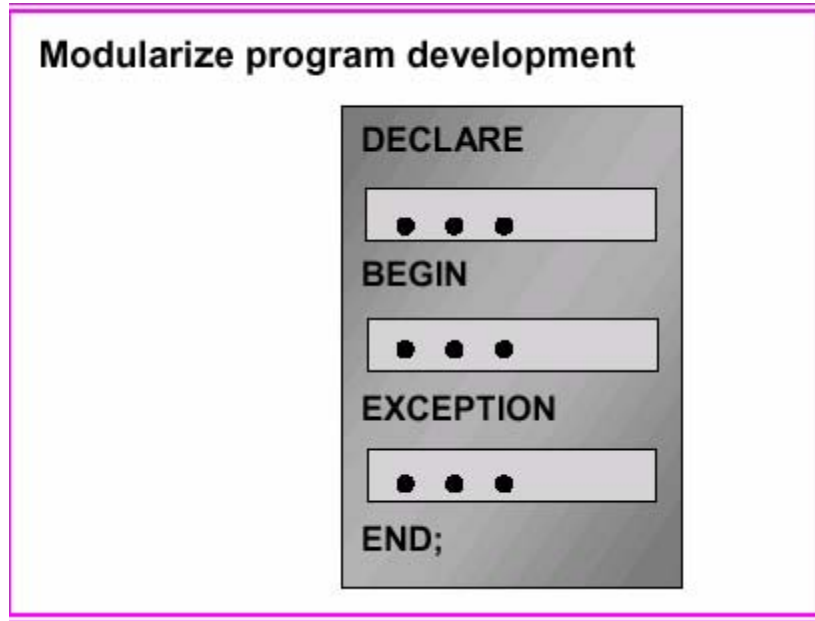 Modularize program development
DECLARE
• • •
BEGIN
• • •
EXCEPTION
• • •
END;